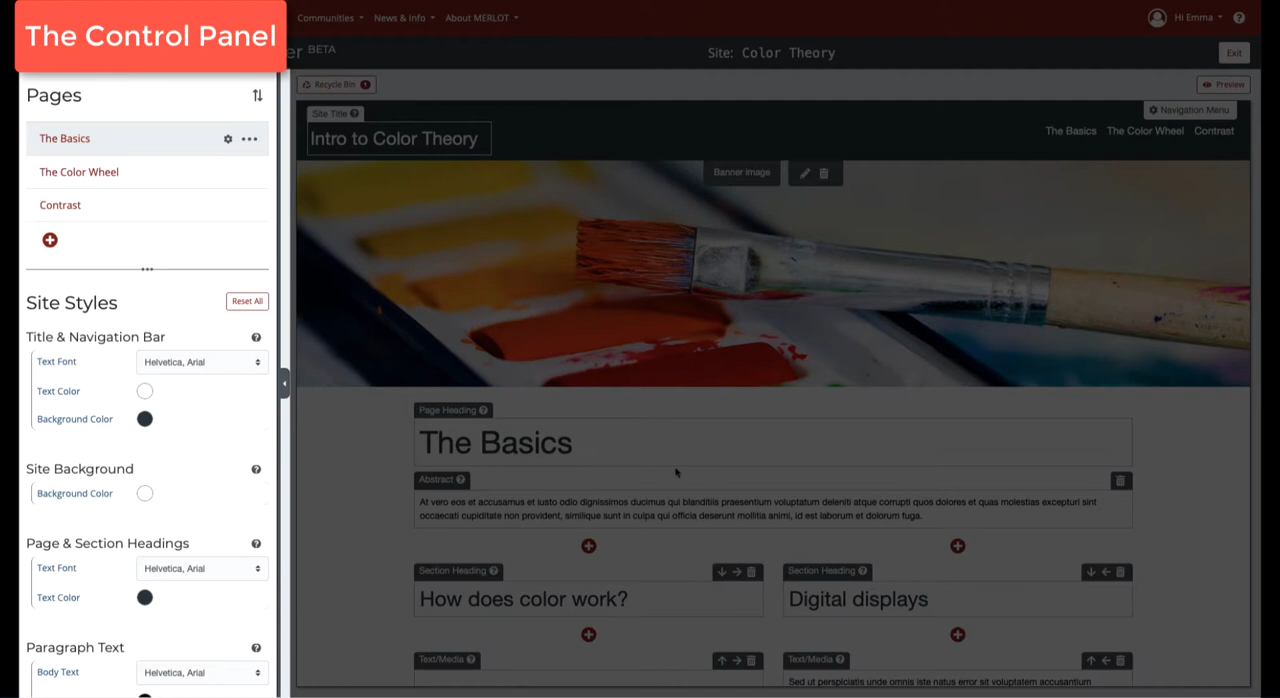 The Control Panel
Communities
News & Info
About MERLOT
Hi Emma
er BETA
Site: Color Theory
Exit
Recycle Bin 1
Preview
Pages
The Basics
The Color Wheel
Contrast
Site Styles
Reset All
Title & Navigation Bar
Text Font
Helvetica, Arial
Text Color
Background Color
Site Background
Background Color
Page & Section Headings
Text Font
Helvetica, Arial
Text Color
Paragraph Text
Body Text
Helvetica, Arial
Site Title
Intro to Color Theory
Navigation Menu
The Basics
The Color Wheel
Contrast
Banner image
Page Heading
The Basics
Abstract
At vero eos et accusamus et iusto odio dignissimos ducimus qui blanditiis praesentium voluptatum deleniti atque corrupti quos dolores et quas molestias excepturi sint
occaecati cupiditate non provident, similique sunt in culpa qui officia deserunt mollitia animi, id est laborum et dolorum fuga.
Section Heading
How does color work?
Section Heading
Digital displays
Text/Media
Text/Media
Sed ut perspiciatis unde omnis iste natus error sit voluptatem accusantium